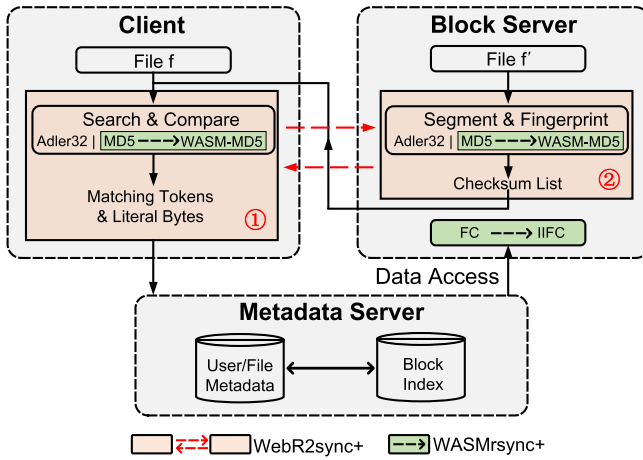 Client
File f
Search & Compare
Adler32 | MD5 WASM-MD5
Matching Tokens
& Literal Bytes
①
Block Server
File f′
Segment & Fingerprint
Adler32 | MD5 WASM-MD5
Checksum List
②
FC IIFC
Data Access
Metadata Server
User/File
Metadata
Block
Index
WebR2sync+
WASMrsync+